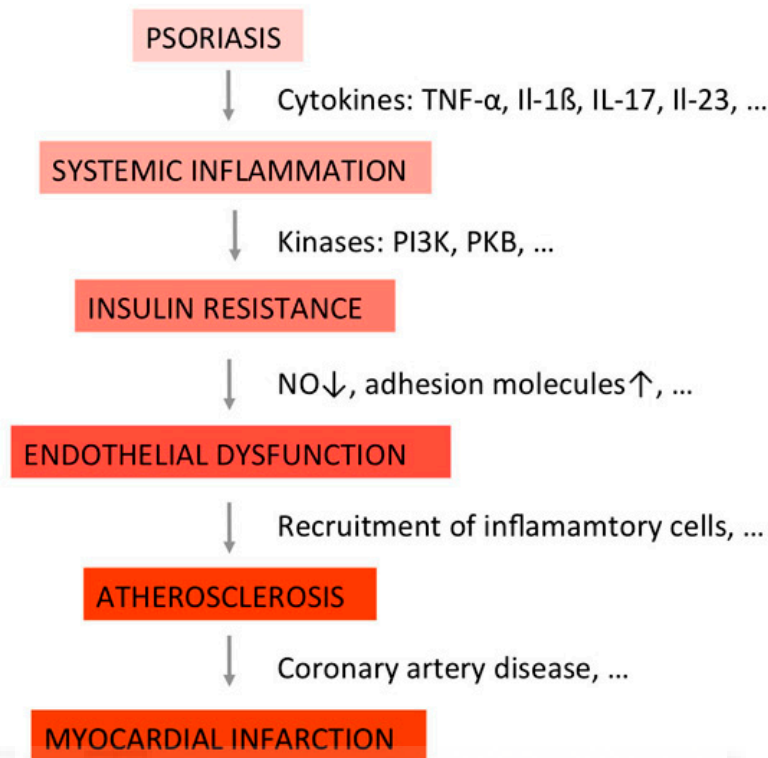 PSORIASIS
Cytokines: TNF-α, Il-1ß, IL-17, Il-23, ...
SYSTEMIC INFLAMMATION
Kinases: PI3K, PKB, ...
INSULIN RESISTANCE
NO↓, adhesion molecules↑, ...
ENDOTHELIAL DYSFUNCTION
Recruitment of inflamamtory cells, ...
ATHEROSCLEROSIS
Coronary artery disease, ...
MYOCARDIAL INFARCTION